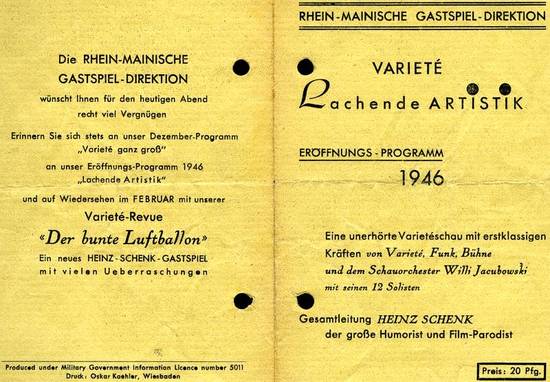 Die RHEIN-MAINISCHE
GASTSPIEL-DIREKTION
wünscht Ihnen für den heutigen Abend
recht viel Vergnügen
Erinnern Sie sich stets an unser Dezember-Programm
„Varieté ganz groß"
an unser Eröffnungs-Programm 1946
„Lachende Artistik"
und auf Wiedersehen im FEBRUAR mit unserer
Varieté-Revue
«Der bunte Luftballon»
Ein neues HEINZ-SCHENK-GASTSPIEL
mit vielen Ueberraschungen
Produced under Military Government Information Licence number 5011
Druck: Oskar Koehler, Wiesbaden
RHEIN-MAINISCHE GASTSPIEL-DIREKTION
VARIETÉ
Lachende ARTISTIK
ERÖFFNUNGS-PROGRAMM
1946
Eine unerhörte Varietéschau mit erstklassigen
Kräften von Varieté, Funk, Bühne
und dem Schauorchester Willi Jacubowski
mit seinen 12 Solisten
Gesamtleitung HEINZ SCHENK
der große Humorist und Film-Parodist
Preis: 20 Pfg.